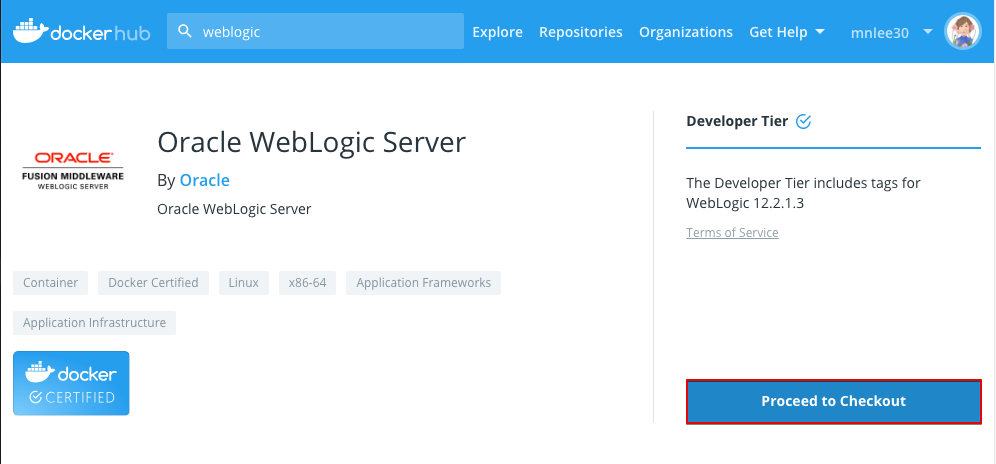 docker hub
weblogic
Explore
Repositories
Organizations
Get Help
mnlee30
ORACLE
FUSION MIDDLEWARE
WEBLOGIC SERVER
Oracle WebLogic Server
By Oracle
Oracle WebLogic Server
Container
Docker Certified
Linux
x86-64
Application Frameworks
Application Infrastructure
docker
CERTIFIED
Developer Tier
The Developer Tier includes tags for
WebLogic 12.2.1.3
Terms of Service
Proceed to Checkout